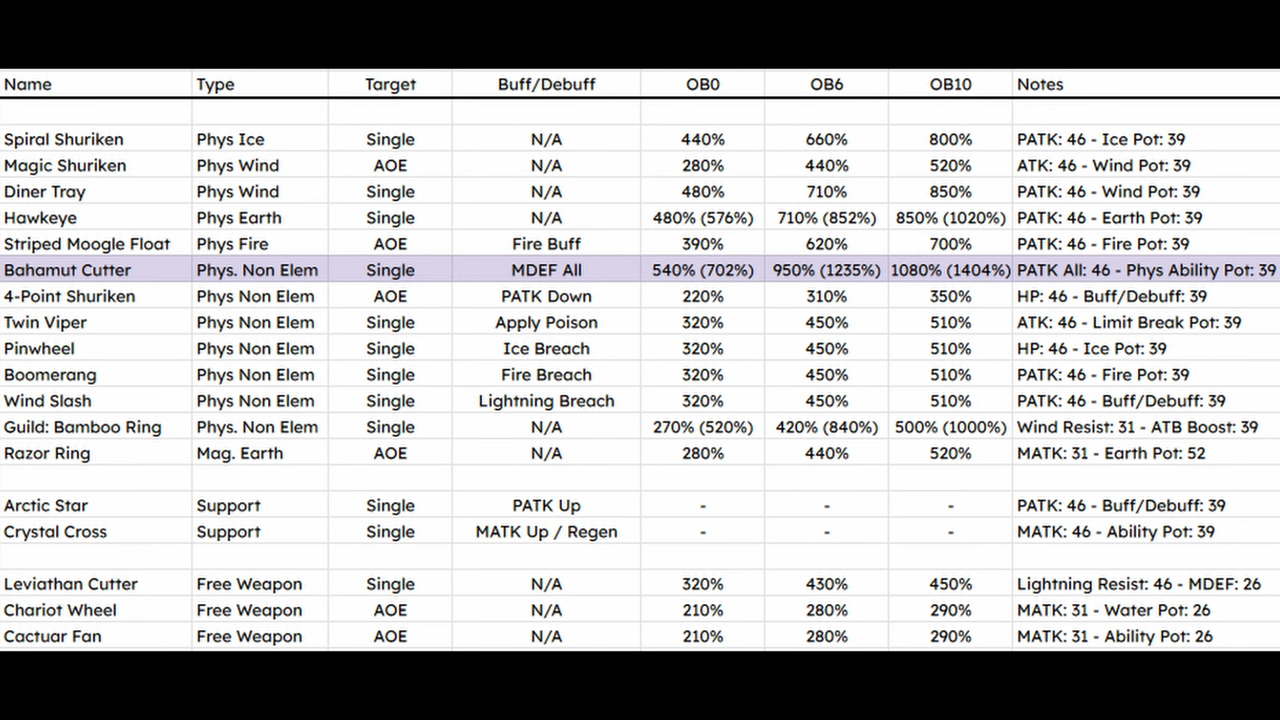 Name Type Target Buff/Debuff OB0 OB6 OB10 Notes
Spiral Shuriken Phys Ice Single N/A 440% 660% 800% PATK: 46 - Ice Pot: 39
Magic Shuriken Phys Wind AOE N/A 280% 440% 520% ATK: 46 - Wind Pot: 39
Diner Tray Phys Wind Single N/A 480% 710% 850% PATK: 46 - Wind Pot: 39
Hawkeye Phys Earth Single N/A 480% (576%) 710% (852%) 850% (1020%) PATK: 46 - Earth Pot: 39
Striped Moogle Float Phys Fire AOE Fire Buff 390% 620% 700% PATK: 46 - Fire Pot: 39
Bahamut Cutter Phys. Non Elem Single MDEF All 540% (702%) 950% (1235%) 1080% (1404%) PATK All: 46 - Phys Ability Pot: 39
4-Point Shuriken Phys Non Elem AOE PATK Down 220% 310% 350% HP: 46 - Buff/Debuff: 39
Twin Viper Phys Non Elem Single Apply Poison 320% 450% 510% ATK: 46 - Limit Break Pot: 39
Pinwheel Phys Non Elem Single Ice Breach 320% 450% 510% HP: 46 - Ice Pot: 39
Boomerang Phys Non Elem Single Fire Breach 320% 450% 510% PATK: 46 - Fire Pot: 39
Wind Slash Phys Non Elem Single Lightning Breach 320% 450% 510% PATK: 46 - Buff/Debuff: 39
Guild: Bamboo Ring Phys. Non Elem Single N/A 270% (520%) 420% (840%) 500% (1000%) Wind Resist: 31 - ATB Boost: 39
Razor Ring Mag. Earth AOE N/A 280% 440% 520% MATK: 31 - Earth Pot: 52
Arctic Star Support Single PATK Up - - - PATK: 46 - Buff/Debuff: 39
Crystal Cross Support Single MATK Up / Regen - - - MATK: 46 - Ability Pot: 39
Leviathan Cutter Free Weapon Single N/A 320% 430% 450% Lightning Resist: 46 - MDEF: 26
Chariot Wheel Free Weapon AOE N/A 210% 280% 290% MATK: 31 - Water Pot: 26
Cactuar Fan Free Weapon AOE N/A 210% 280% 290% MATK: 31 - Ability Pot: 26